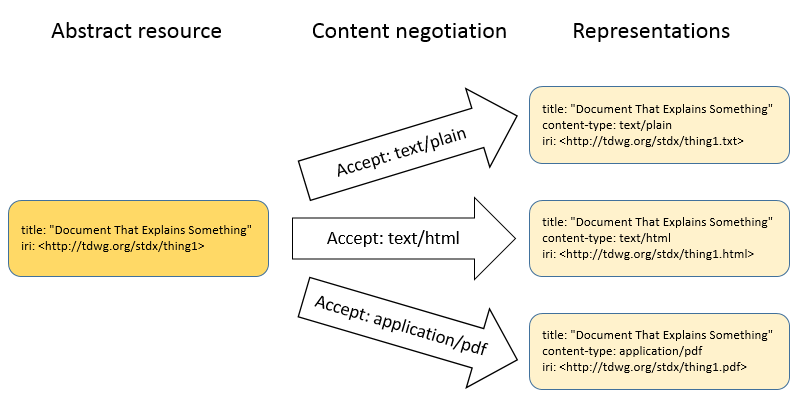 Abstract resource
Content negotiation
Representations
title: "Document That Explains Something"
iri: <http://tdwg.org/stdx/thing1>
Accept: text/plain
Accept: text/html
Accept: application/pdf
title: "Document That Explains Something"
content-type: text/plain
iri: <http://tdwg.org/stdx/thing1.txt>
title: "Document That Explains Something"
content-type: text/html
iri: <http://tdwg.org/stdx/thing1.html>
title: "Document That Explains Something"
content-type: application/pdf
iri: <http://tdwg.org/stdx/thing1.pdf>